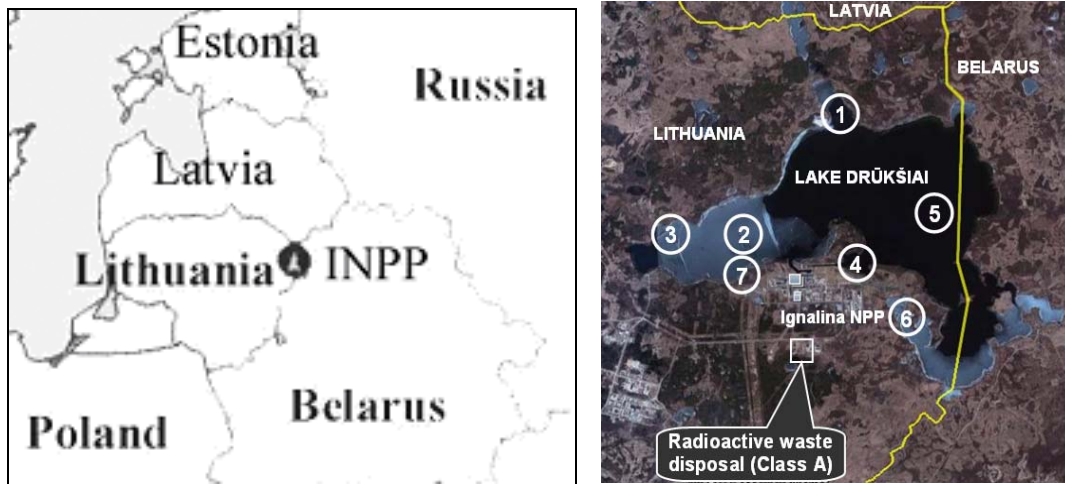 Estonia
Russia
Latvia
Lithuania
INPP
Belarus
Poland
LATVIA
BELARUS
1
LITHUANIA
LAKE DRŪKŠIAI
5
3
2
4
7
Ignalina NPP
6
Radioactive waste
disposal (Class A)